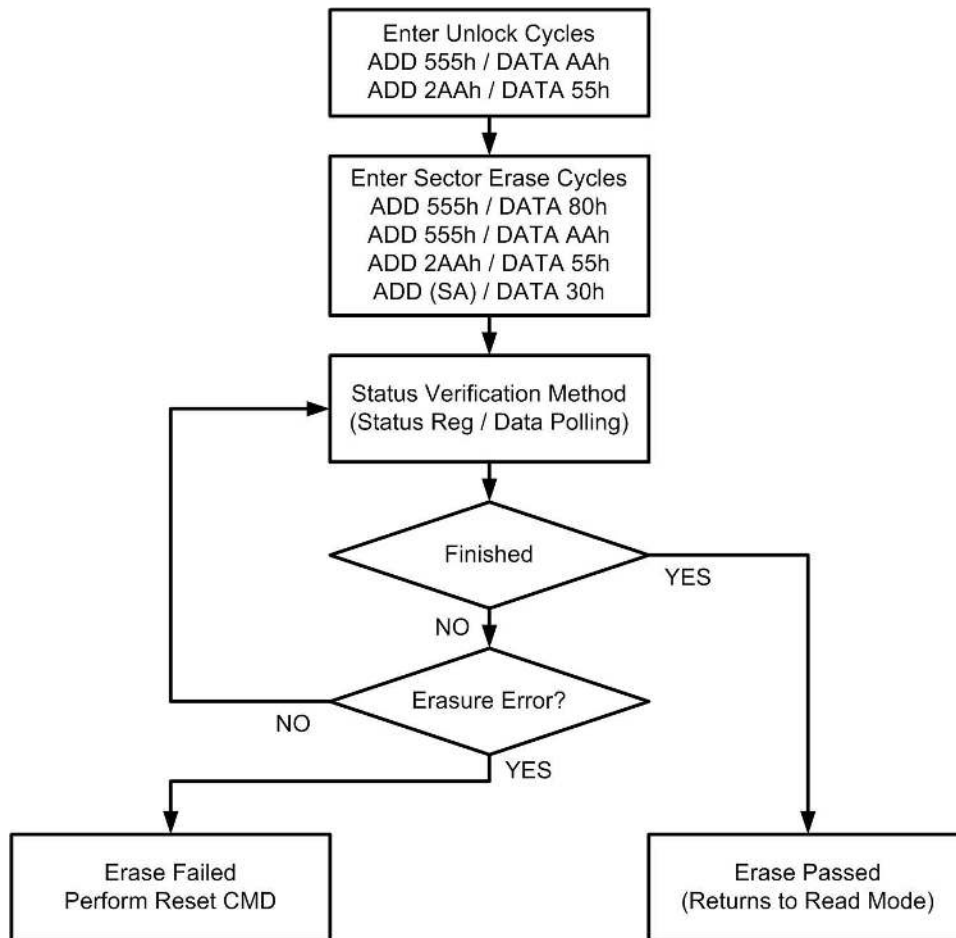 Enter Unlock Cycles
ADD 555h / DATA AAh
ADD 2AAh / DATA 55h
Enter Sector Erase Cycles
ADD 555h / DATA 80h
ADD 555h / DATA AAh
ADD 2AAh / DATA 55h
ADD (SA) / DATA 30h
Status Verification Method
(Status Reg / Data Polling)
Finished
YES
NO
Erasure Error?
NO
YES
Erase Failed
Perform Reset CMD
Erase Passed
(Returns to Read Mode)